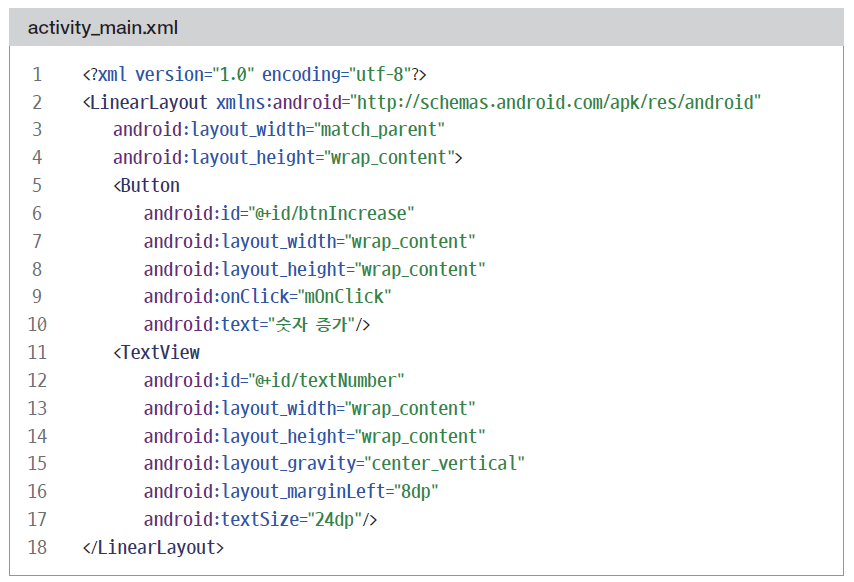 activity_main.xml
1 <?xml version="1.0" encoding="utf-8"?>
2 <LinearLayout xmlns:android="http://schemas.android.com/apk/res/android"
3 android:layout_width="match_parent"
4 android:layout_height="wrap_content">
5 <Button
6 android:id="@+id/btnIncrease"
7 android:layout_width="wrap_content"
8 android:layout_height="wrap_content"
9 android:onClick="mOnClick"
10 android:text="숫자 증가"/>
11 <TextView
12 android:id="@+id/textNumber"
13 android:layout_width="wrap_content"
14 android:layout_height="wrap_content"
15 android:layout_gravity="center_vertical"
16 android:layout_marginLeft="8dp"
17 android:textSize="24dp"/>
18 </LinearLayout>